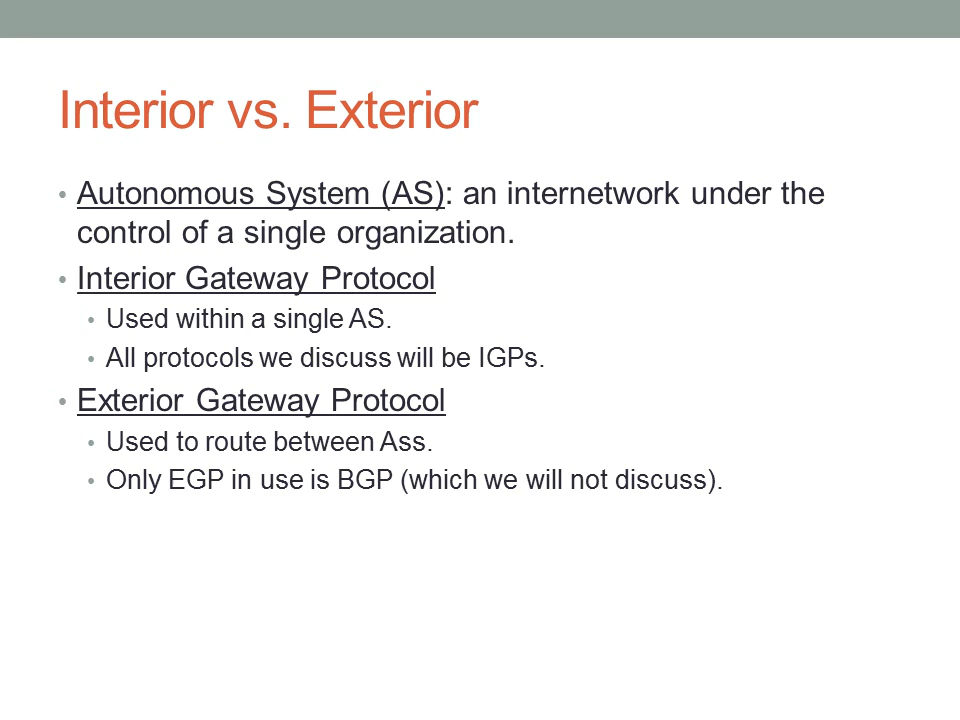 Interior vs. Exterior
• Autonomous System (AS): an internetwork under the
control of a single organization.
• Interior Gateway Protocol
• Used within a single AS.
• All protocols we discuss will be IGPs.
• Exterior Gateway Protocol
• Used to route between Ass.
• Only EGP in use is BGP (which we will not discuss).